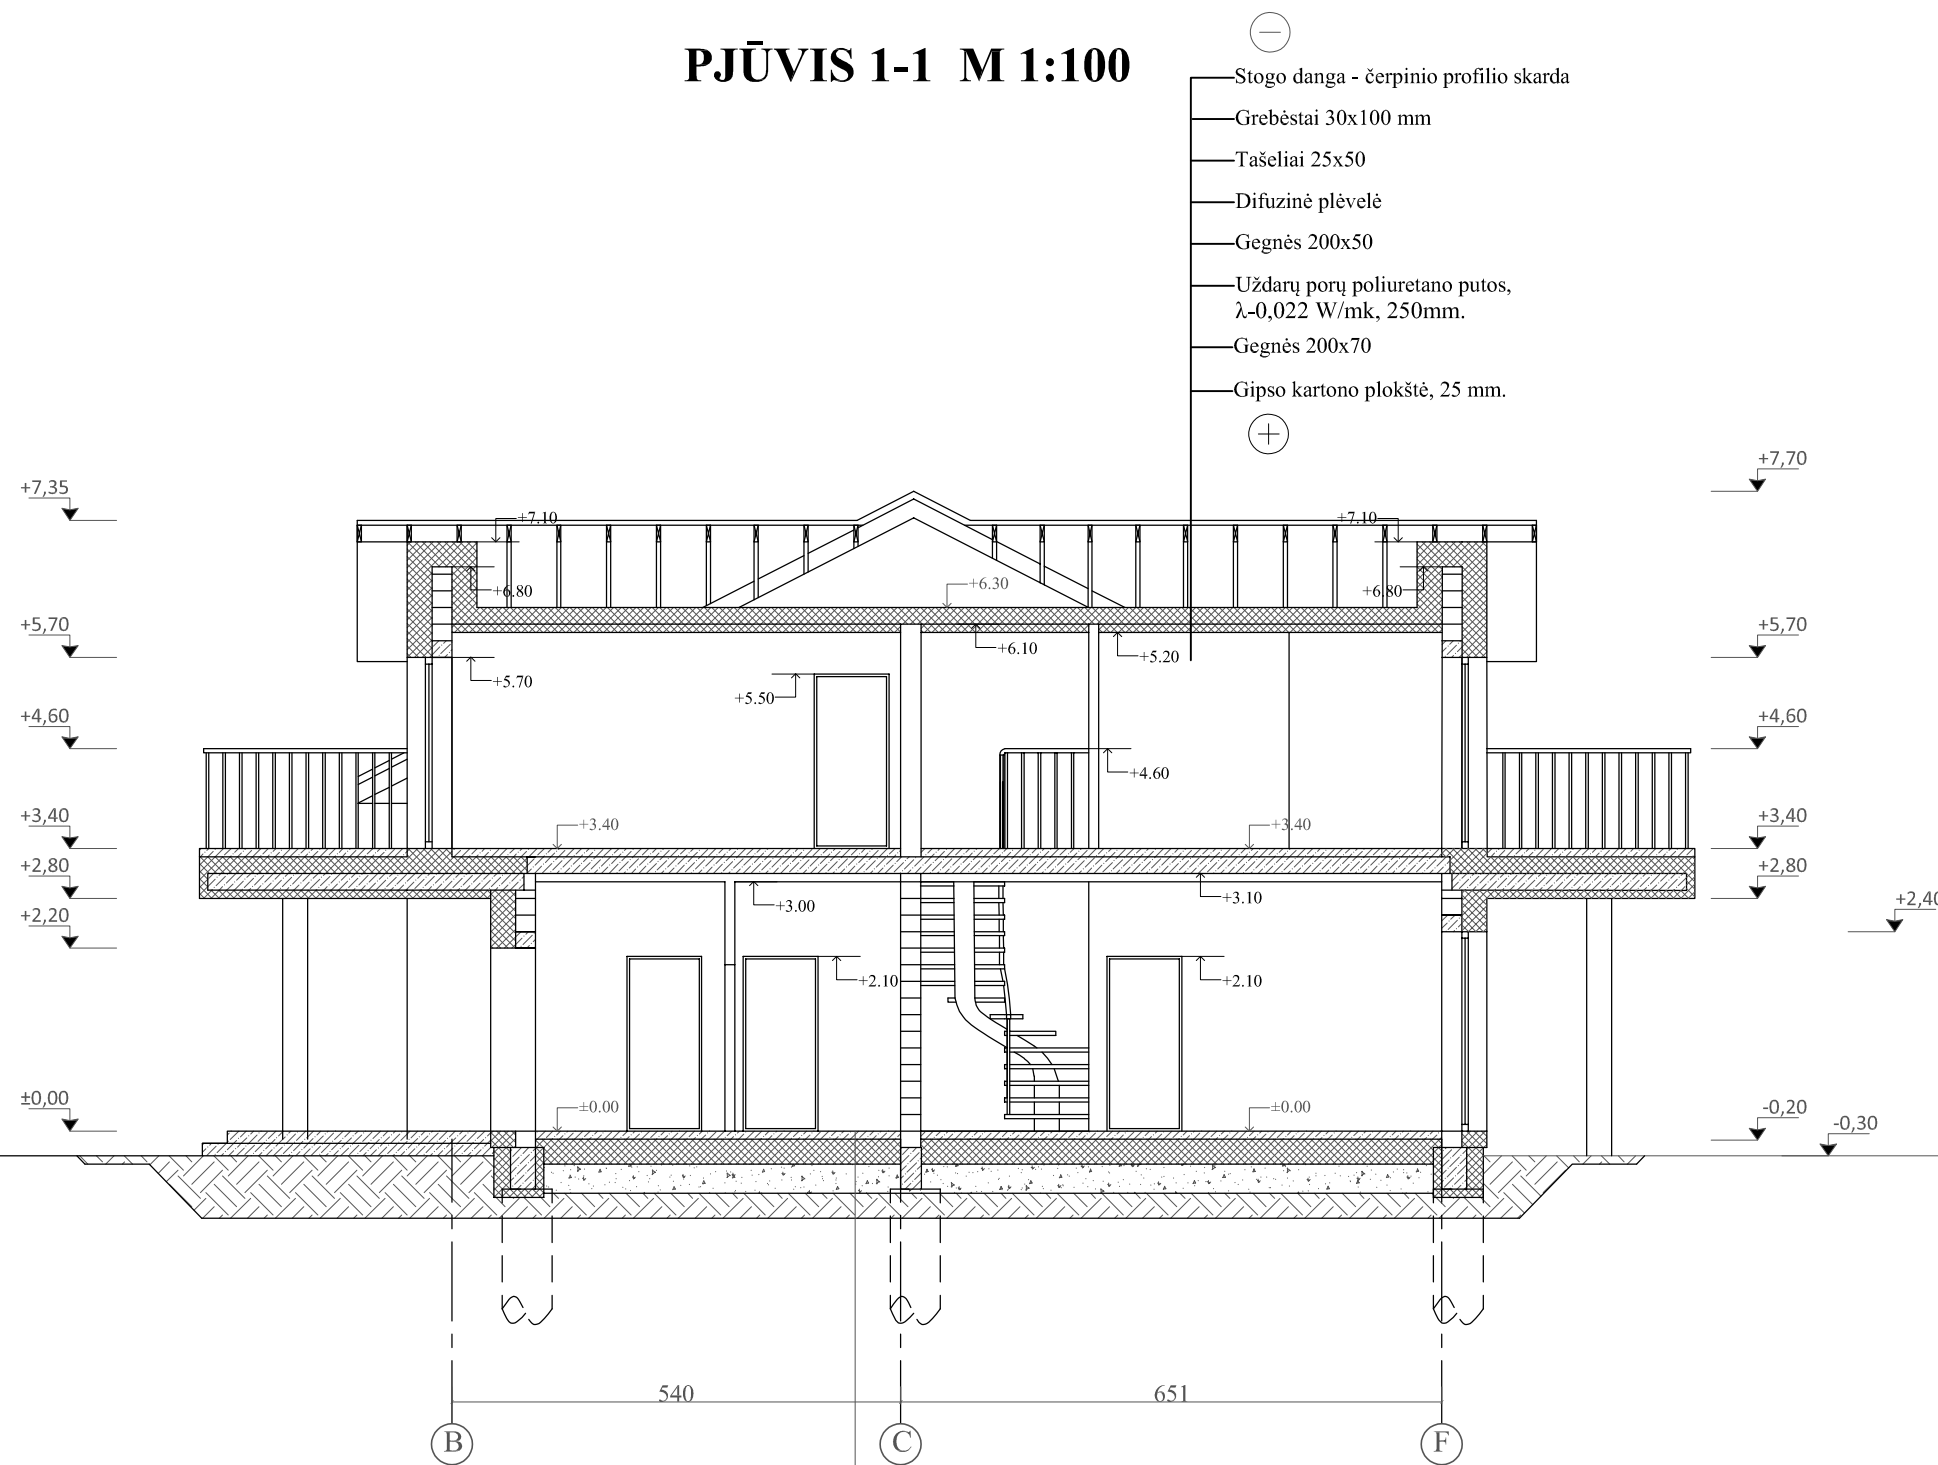 PJŪVIS 1-1 M 1:100
Stogo danga - čerpinio profilio skarda
Grebėstai 30x100 mm
Tašeliai 25x50
Difuzinė plėvelė
Gegnės 200x50
Uždarų porų poliuretano putos,
λ-0,022 W/mk, 250mm.
Gegnės 200x70
Gipso kartono plokštė, 25 mm.
+7,70
+7,35
+7.10
+7.10
+6.80
+6.30
+6.80
+5,70
+5,70
+6.10
+5.20
+5.70
+5.50
+4,60
+4,60
+4.60
+3,40
+3.40
+3.40
+3,40
+2,80
+2,80
+3.00
+3.10
+2,40
+2,20
+2.10
+2.10
±0,00
±0.00
±0.00
-0,20
-0,30
540
651
B
C
F